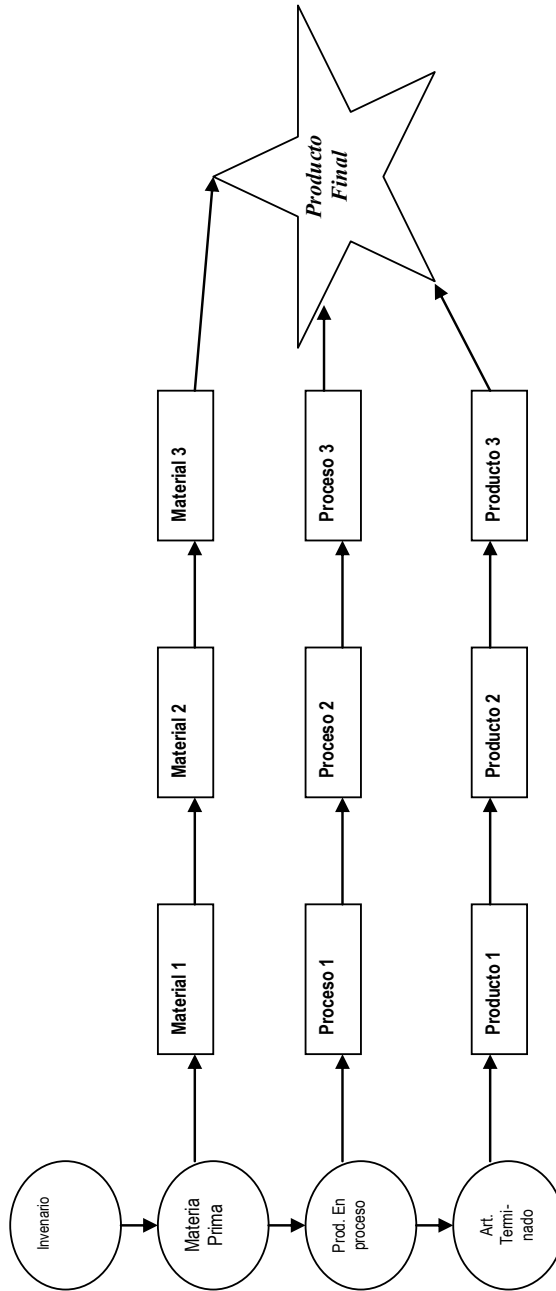 Invenario
Materia
Prima
Prod. En
proceso
Art.
Termi-
nado
Material 1
Material 2
Material 3
Proceso 1
Proceso 2
Proceso 3
Producto 1
Producto 2
Producto 3
Producto
Final